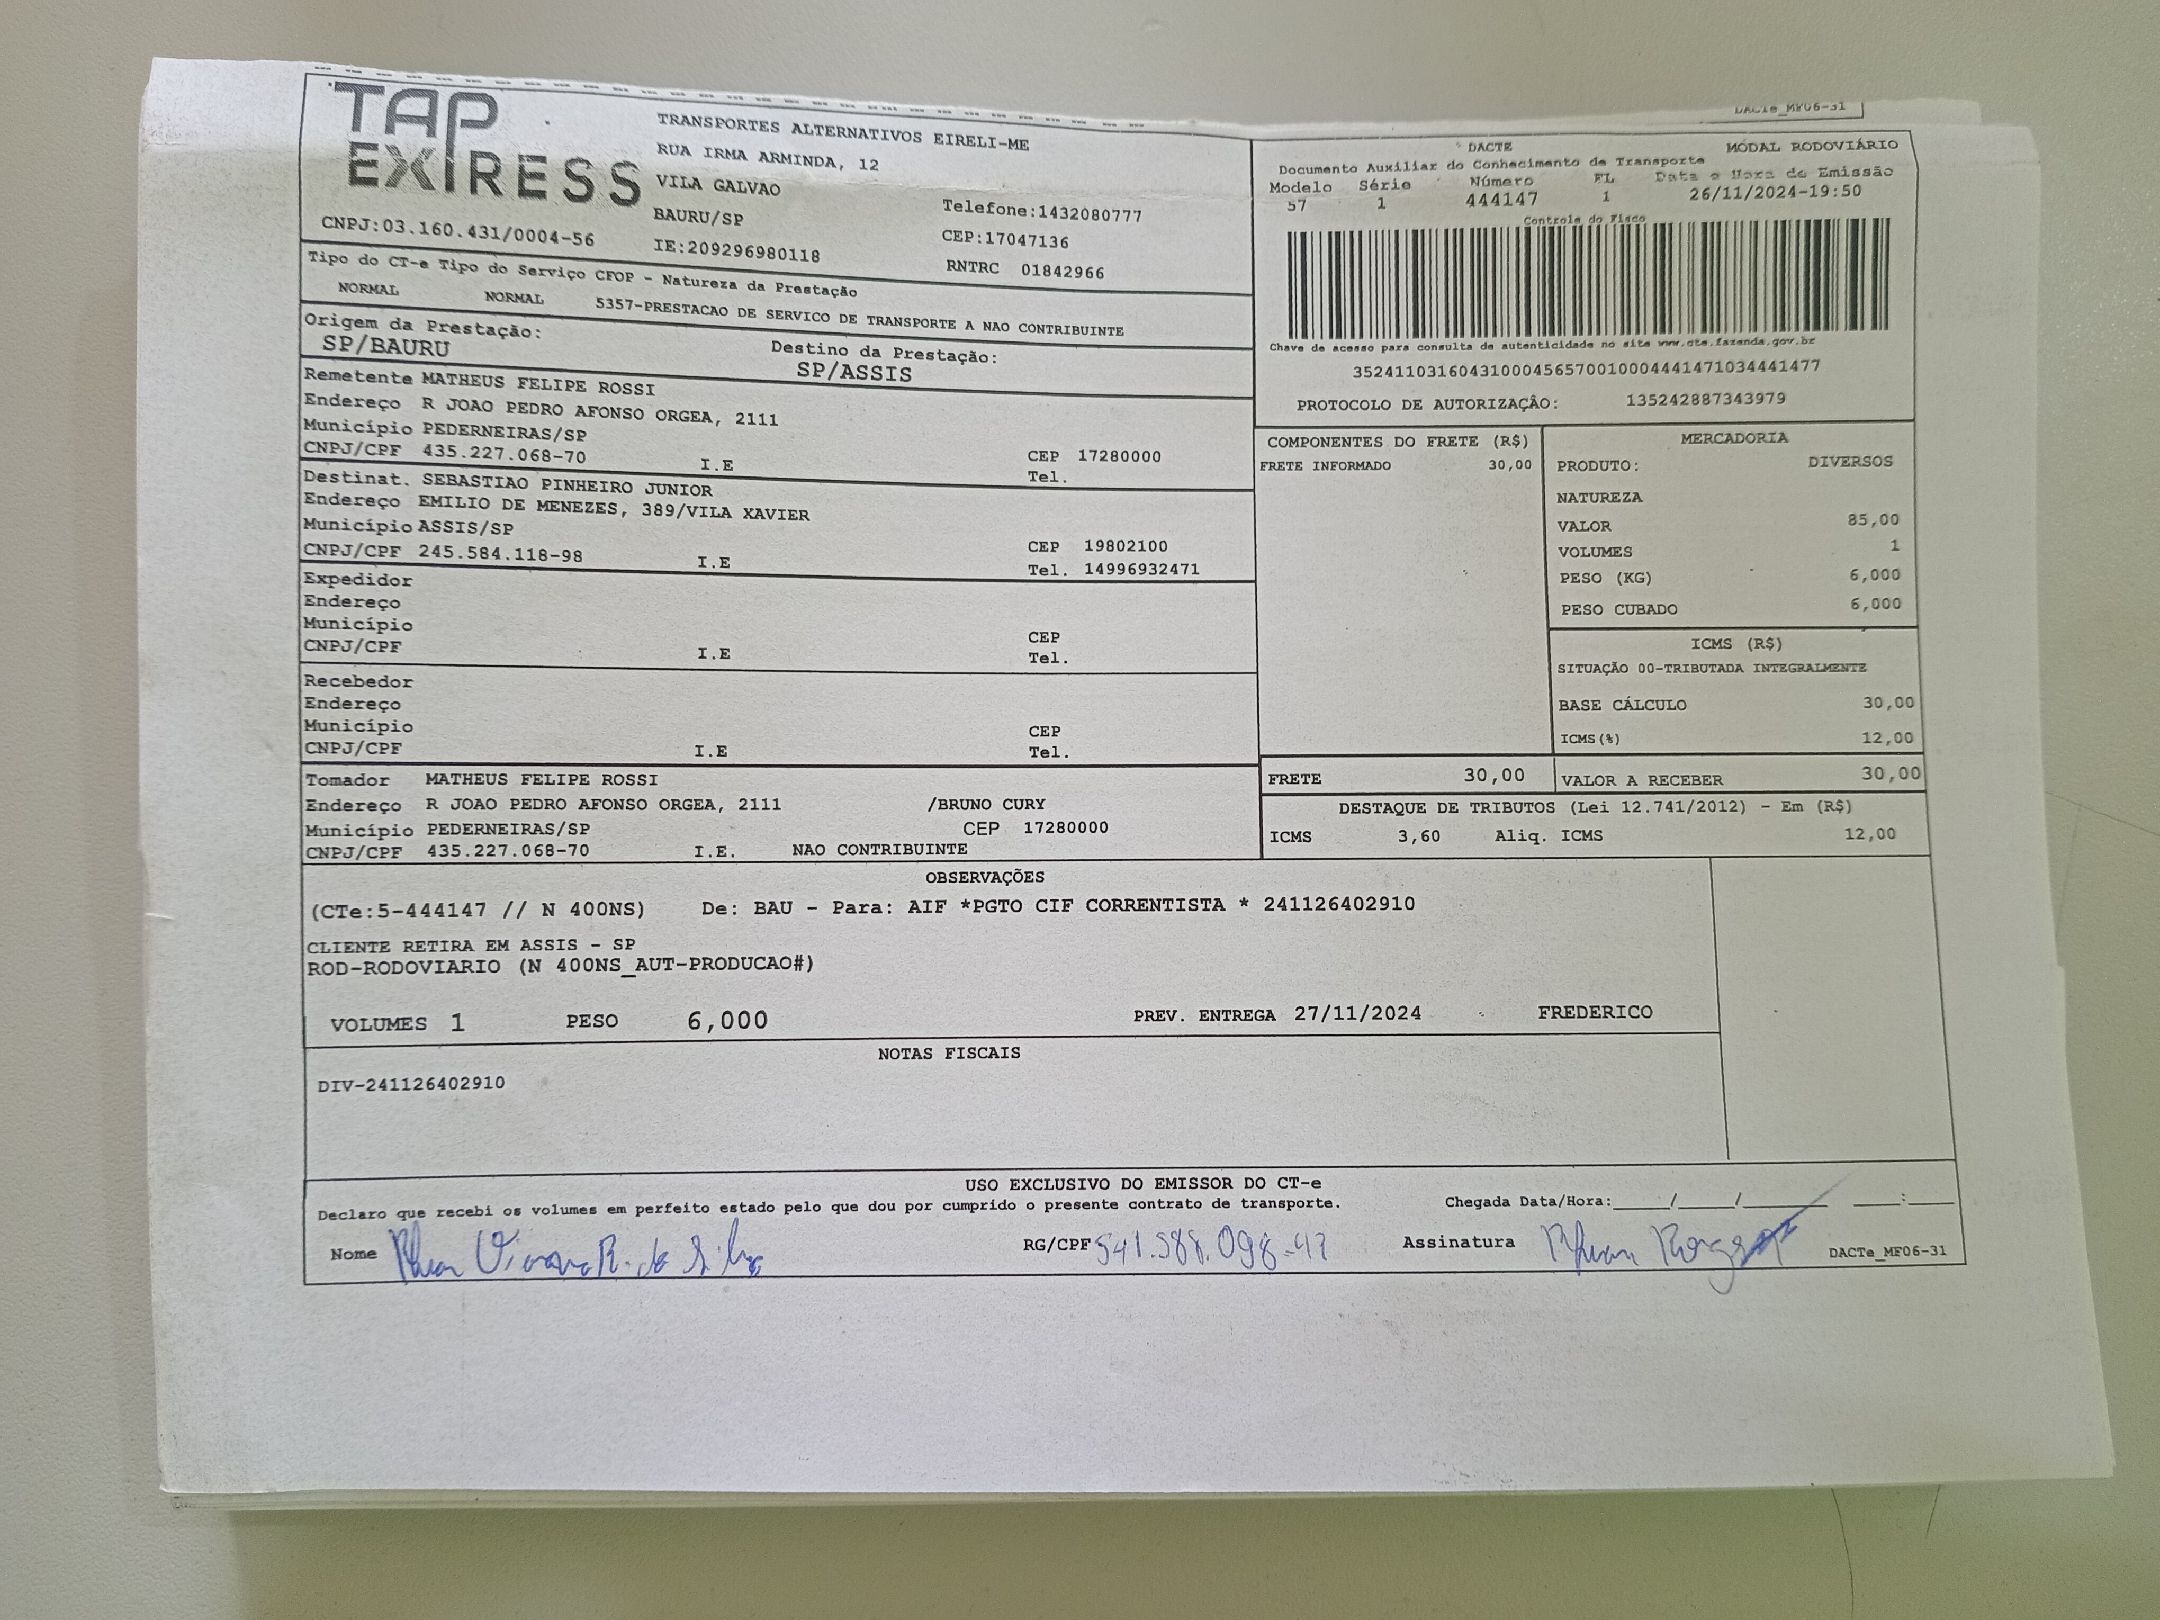 TAP
EXPRESS
TRANSPORTES ALTERNATIVOS EIRELI-ME
RUA IRMA ARMINDA, 12
VILA GALVAO
BAURU/SP
Telefone:1432080777
CNPJ:03.160.431/0004-56
IE:209296980118
CEP:17047136
RNTRC 01842966
Tipo do CT-e Tipo do Serviço CFOP - Natureza da Prestação
NORMAL NORMAL 5357-PRESTACAO DE SERVICO DE TRANSPORTE A NAO CONTRIBUINTE
Origem da Prestação:
SP/BAURU
Destino da Prestação:
SP/ASSIS
DACTe_MF06-31
DACTE MODAL RODOVIÁRIO
Documento Auxiliar do Conhecimento de Transporte
Modelo Série Número FL Data e Hora de Emissão
57 1 444147 1 26/11/2024-19:50
Controle do Fisco
Chave de acesso para consulta de autenticidade no site www.cte.fazenda.gov.br
35241103160431000456570010004441471034441477
PROTOCOLO DE AUTORIZAÇÃO: 135242887343979
Remetente MATHEUS FELIPE ROSSI
Endereço R JOAO PEDRO AFONSO ORGEA, 2111
Município PEDERNEIRAS/SP
CNPJ/CPF 435.227.068-70 I.E CEP 17280000
Tel.
Destinat. SEBASTIAO PINHEIRO JUNIOR
Endereço EMILIO DE MENEZES, 389/VILA XAVIER
Município ASSIS/SP
CNPJ/CPF 245.584.118-98 I.E CEP 19802100
Tel. 14996932471
Expedidor
Endereço
Município
CEP
CNPJ/CPF I.E Tel.
Recebedor
Endereço
Município
CEP
CNPJ/CPF I.E Tel.
Tomador MATHEUS FELIPE ROSSI
Endereço R JOAO PEDRO AFONSO ORGEA, 2111 /BRUNO CURY
Município PEDERNEIRAS/SP CEP 17280000
CNPJ/CPF 435.227.068-70 I.E. NAO CONTRIBUINTE
COMPONENTES DO FRETE (R$)
FRETE INFORMADO 30,00
MERCADORIA
PRODUTO: DIVERSOS
NATUREZA
VALOR 85,00
VOLUMES 1
PESO (KG) 6,000
PESO CUBADO 6,000
ICMS (R$)
SITUAÇÃO 00-TRIBUTADA INTEGRALMENTE
BASE CÁLCULO 30,00
ICMS(%) 12,00
FRETE 30,00 VALOR A RECEBER 30,00
DESTAQUE DE TRIBUTOS (Lei 12.741/2012) - Em (R$)
ICMS 3,60 Aliq. ICMS 12,00
OBSERVAÇÕES
(CTe:5-444147 // N 400NS) De: BAU - Para: AIF *PGTO CIF CORRENTISTA * 241126402910
CLIENTE RETIRA EM ASSIS - SP
ROD-RODOVIARIO (N 400NS_AUT-PRODUCAO#)
VOLUMES 1 PESO 6,000 PREV. ENTREGA 27/11/2024 FREDERICO
NOTAS FISCAIS
DIV-241126402910
USO EXCLUSIVO DO EMISSOR DO CT-e
Declaro que recebi os volumes em perfeito estado pelo que dou por cumprido o presente contrato de transporte. Chegada Data/Hora:____/____/______ ____:____
Nome R. da Silva RG/CPF 541.588.098-47 Assinatura DACTe_MF06-31